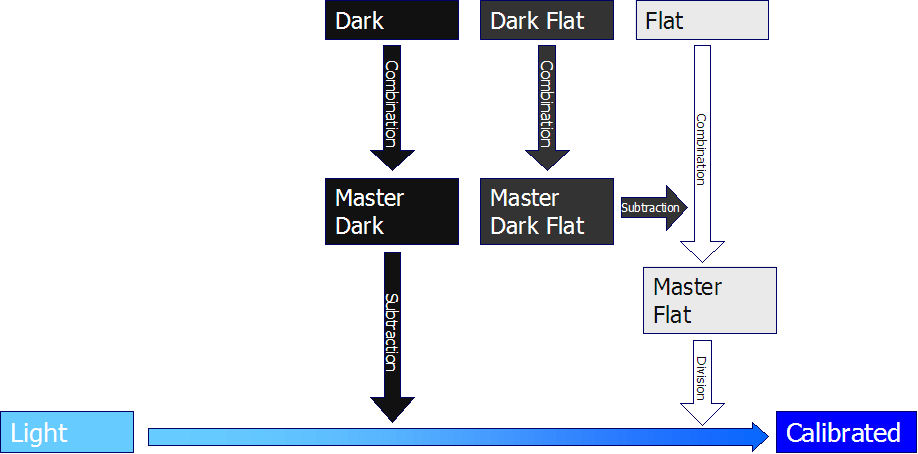 Dark
Dark Flat
Flat
Combination
Combination
Combination
Master
Dark
Master
Dark Flat
Subtraction
Master
Flat
Subtraction
Division
Light
Calibrated